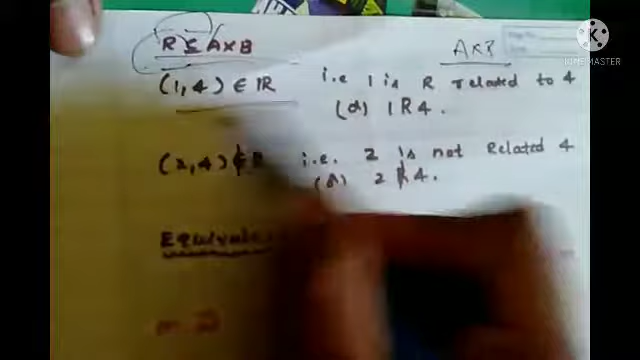 R ⊆ A×B
A×B
(1,4) ∈ R i.e 1 is R related to 4
(or) 1 R 4.
(2,4) ∉ R i.e. 2 is not Related 4
(or) 2 R̸ 4.
KINEMASTER